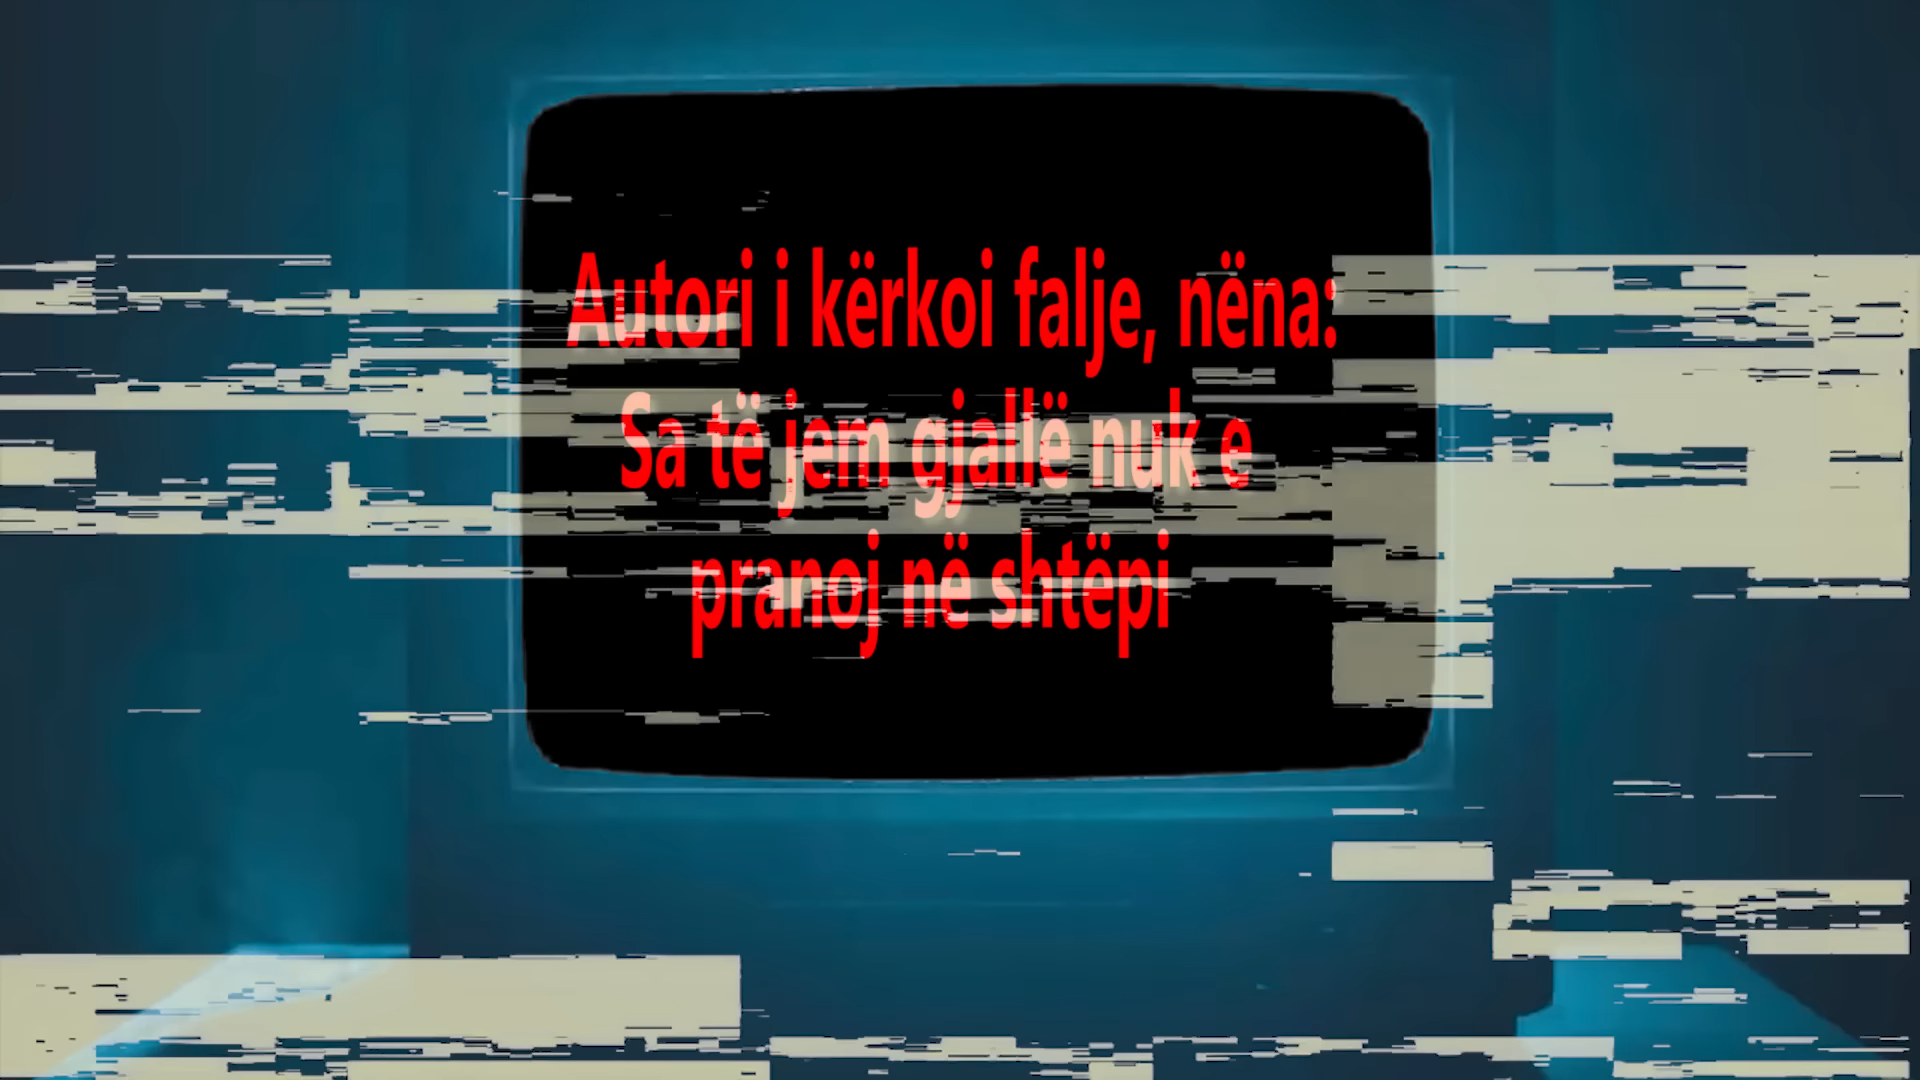 Autori i kërkoi falje, nëna:
Sa të jem gjallë nuk e
pranoj në shtëpi